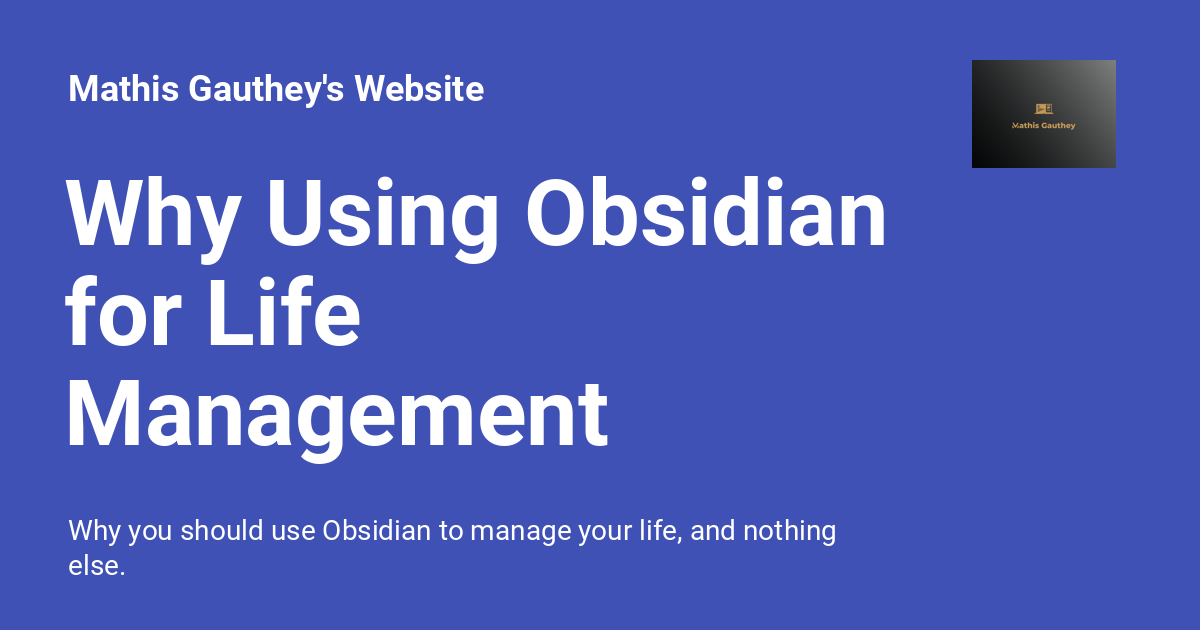 Mathis Gauthey's Website
Mathis Gauthey
Why Using Obsidian
for Life
Management
Why you should use Obsidian to manage your life, and nothing
else.